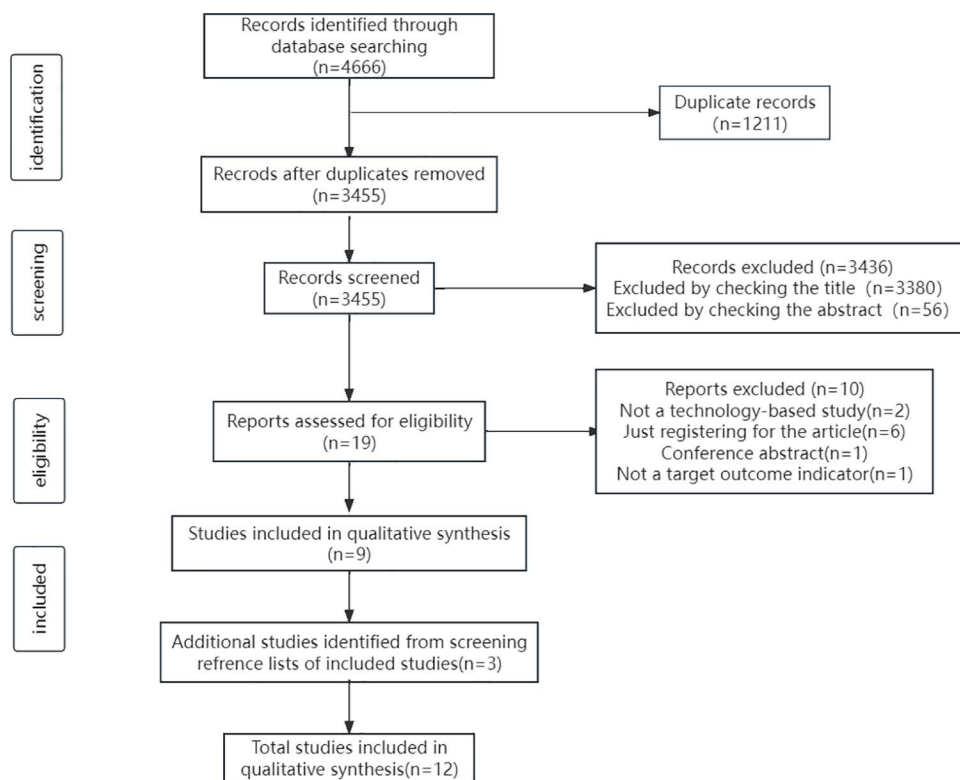 Records identified through
database searching
(n=4666)
Duplicate records
(n=1211)
identification
Recrods after duplicates removed
(n=3455)
screening
Records screened
(n=3455)
Records excluded (n=3436)
Excluded by checking the title (n=3380)
Excluded by checking the abstract (n=56)
eligibility
Reports assessed for eligibility
(n=19)
Reports excluded (n=10)
Not a technology-based study(n=2)
Just registering for the article(n=6)
Conference abstract(n=1)
Not a target outcome indicator(n=1)
Studies included in qualitative synthesis
(n=9)
included
Additional studies identified from screening
refrence lists of included studies(n=3)
Total studies included in
qualitative synthesis(n=12)